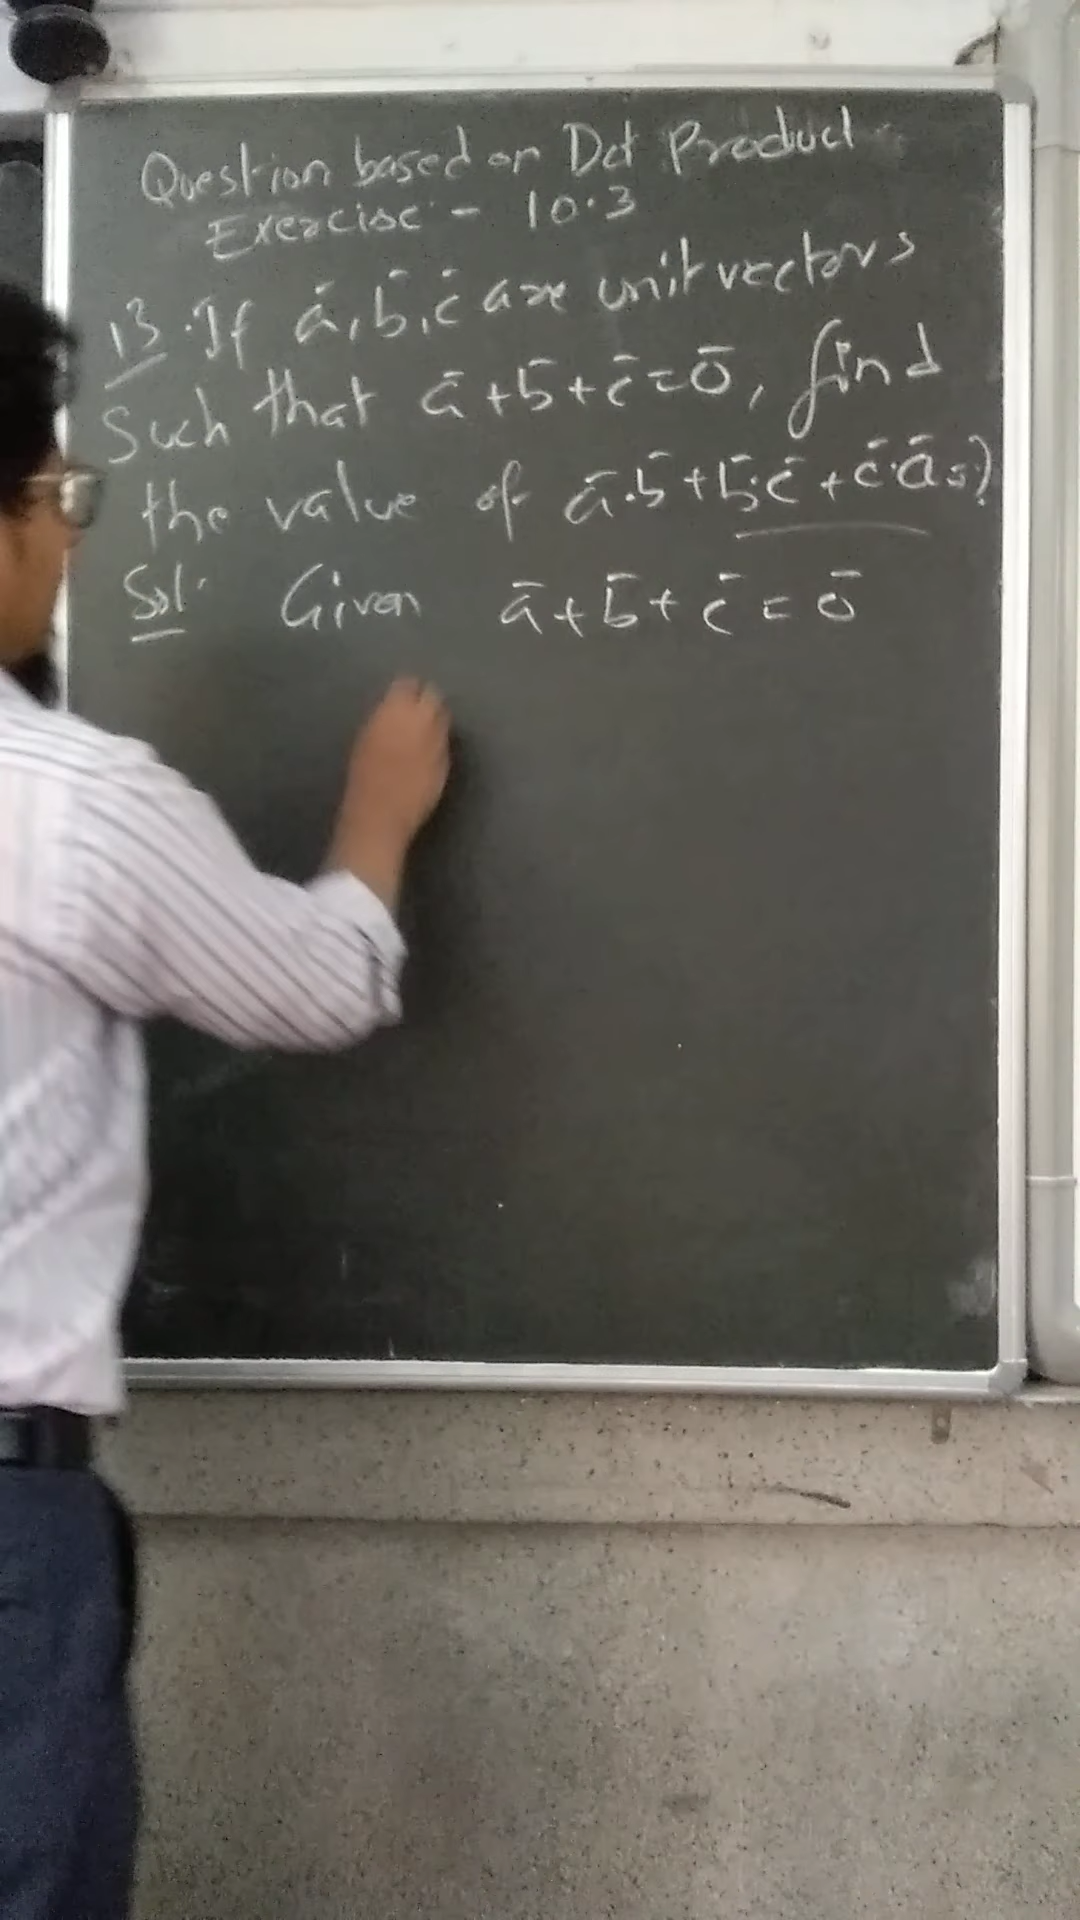 Question based on Dot Product
Exercise - 10.3
13. If a̅, b̅, c̅ are unit vectors
Such that a̅ + b̅ + c̅ = 0̅, find
the value of a̅.b̅ + b̅.c̅ + c̅.a̅ = ?
Sol. Given a̅ + b̅ + c̅ = 0̅